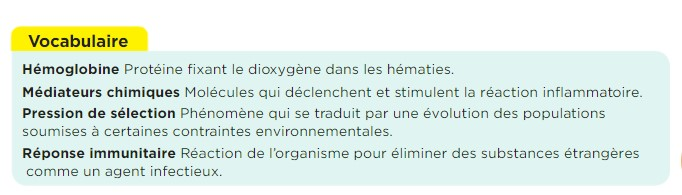 Vocabulaire
Hémoglobine Protéine fixant le dioxygène dans les hématies.
Médiateurs chimiques Molécules qui déclenchent et stimulent la réaction inflammatoire.
Pression de sélection Phénomène qui se traduit par une évolution des populations
soumises à certaines contraintes environnementales.
Réponse immunitaire Réaction de l’organisme pour éliminer des substances étrangères
comme un agent infectieux.